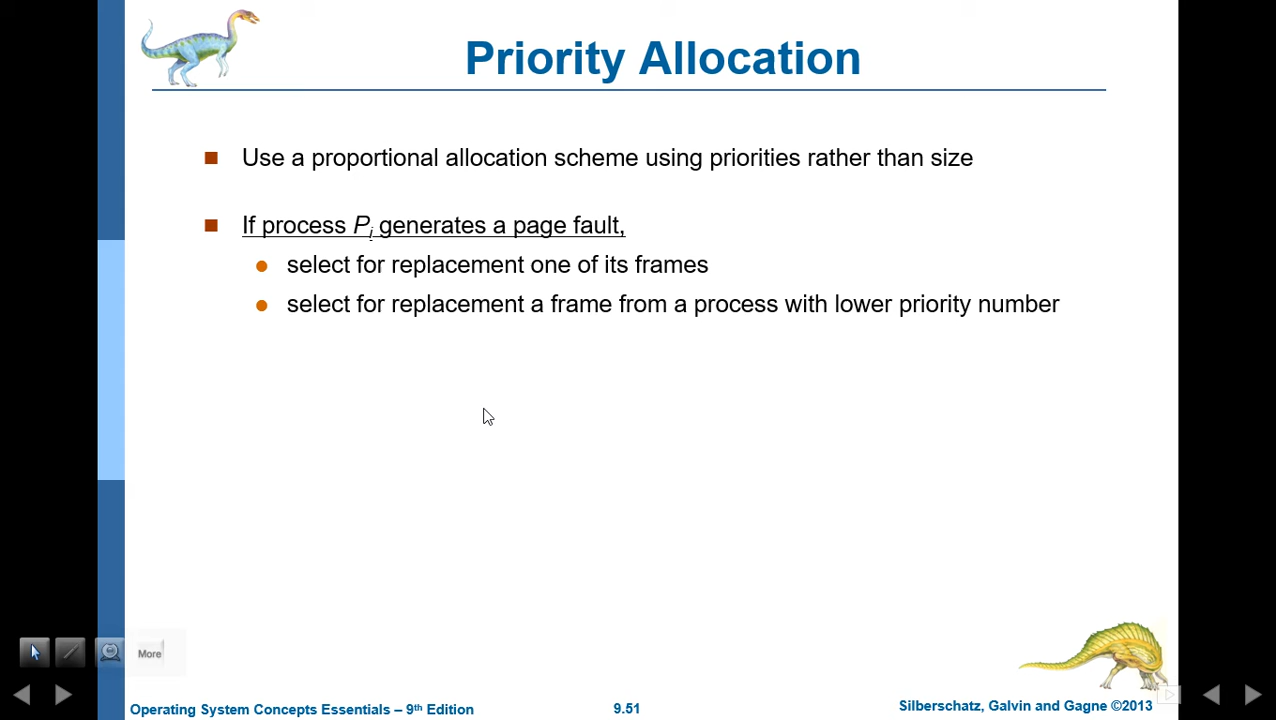 Priority Allocation
Use a proportional allocation scheme using priorities rather than size
If process Pi generates a page fault,
select for replacement one of its frames
select for replacement a frame from a process with lower priority number
More
Operating System Concepts Essentials – 9th Edition
9.51
Silberschatz, Galvin and Gagne ©2013